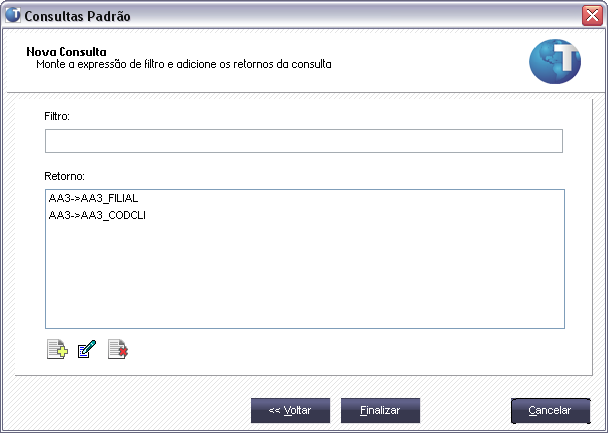 Consultas Padrão
Nova Consulta
Monte a expressão de filtro e adicione os retornos da consulta
T
Filtro:
Retorno:
AA3->AA3_FILIAL
AA3->AA3_CODCLI
<< Voltar
Finalizar
Cancelar